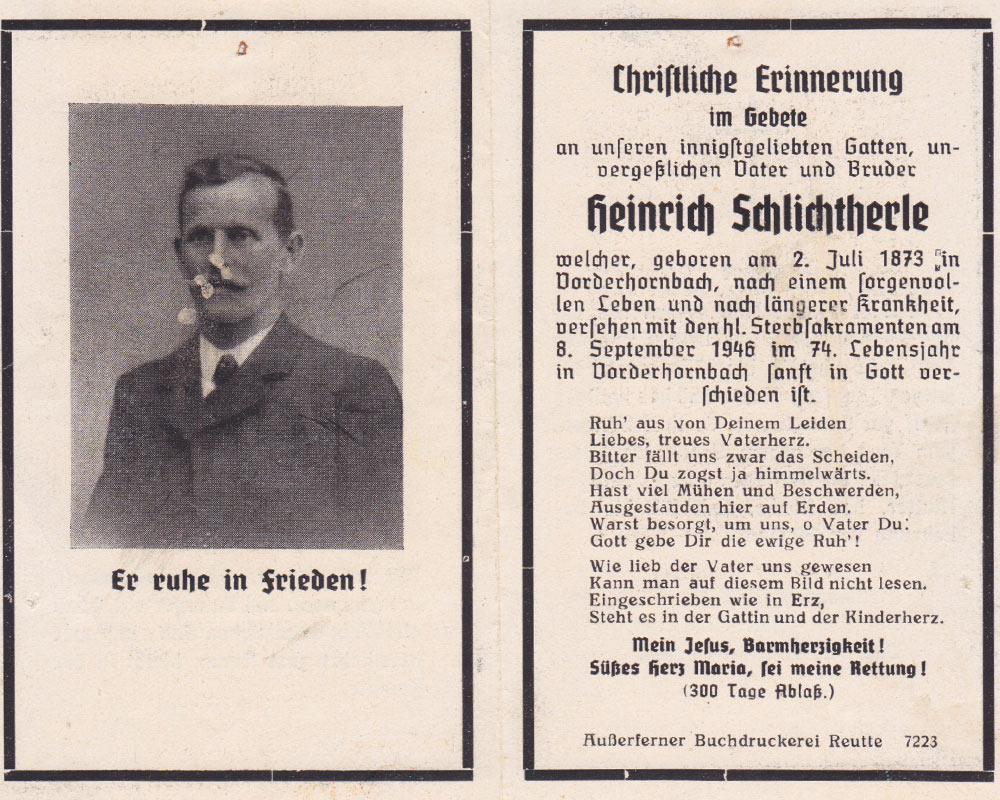 Er ruhe in Frieden!
Christliche Erinnerung
im Gebete
an unseren innigstgeliebten Gatten, un-
vergeßlichen Vater und Bruder
Heinrich Schlichtherle
welcher, geboren am 2. Juli 1873 in
Vorderhornbach, nach einem sorgenvol-
len Leben und nach längerer Krankheit,
versehen mit den hl. Sterbsakramenten am
8. September 1946 im 74. Lebensjahr
in Vorderhornbach sanft in Gott ver-
schieden ist.
Ruh' aus von Deinem Leiden
Liebes, treues Vaterherz.
Bitter fällt uns zwar das Scheiden,
Doch Du zogst ja himmelwärts.
Hast viel Mühen und Beschwerden,
Ausgestanden hier auf Erden.
Warst besorgt, um uns, o Vater Du:
Gott gebe Dir die ewige Ruh'!
Wie lieb der Vater uns gewesen
Kann man auf diesem Bild nicht lesen.
Eingeschrieben wie in Erz,
Steht es in der Gattin und der Kinderherz.
Mein Jesus, Barmherzigkeit!
Süßes Herz Maria, sei meine Rettung!
(300 Tage Ablaß.)
Außerferner Buchdruckerei Reutte 7223